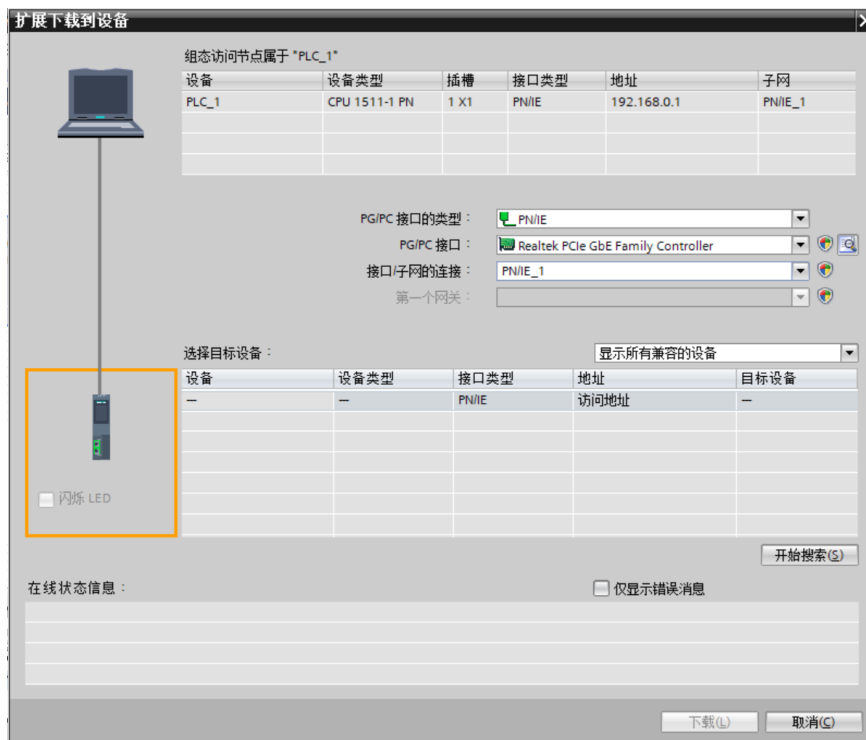 扩展下载到设备
组态访问节点属于 "PLC_1"
设备 设备类型 插槽 接口类型 地址 子网
PLC_1 CPU 1511-1 PN 1 X1 PN/IE 192.168.0.1 PN/IE_1
PG/PC 接口的类型： PN/IE
PG/PC 接口： Realtek PCIe GbE Family Controller
接口/子网的连接： PN/IE_1
第一个网关：
选择目标设备： 显示所有兼容的设备
设备 设备类型 接口类型 地址 目标设备
— — PN/IE 访问地址 —
闪烁 LED
开始搜索(S)
在线状态信息： 仅显示错误消息
下载(L) 取消(C)